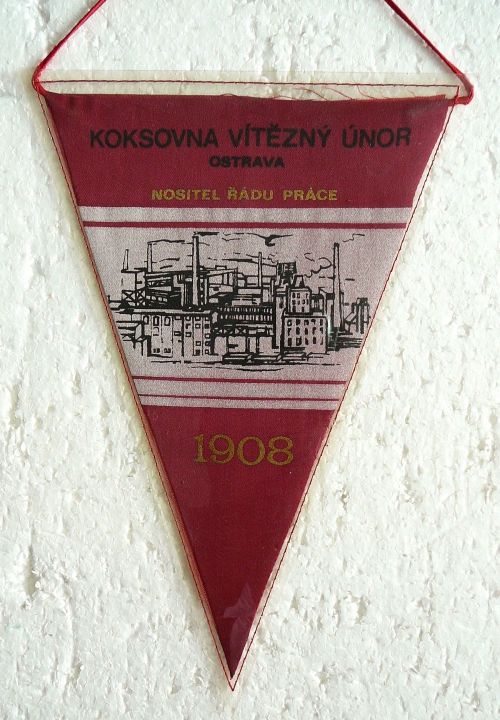 KOKSOVNA VÍTĚZNÝ ÚNOR
OSTRAVA
NOSITEL ŘÁDU PRÁCE
1908